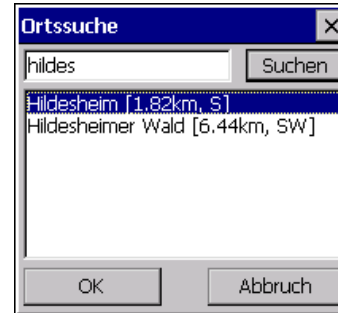 Ortssuche
hildes
Suchen
Hildesheim [1.82km, S]
Hildesheimer Wald [6.44km, SW]
OK
Abbruch